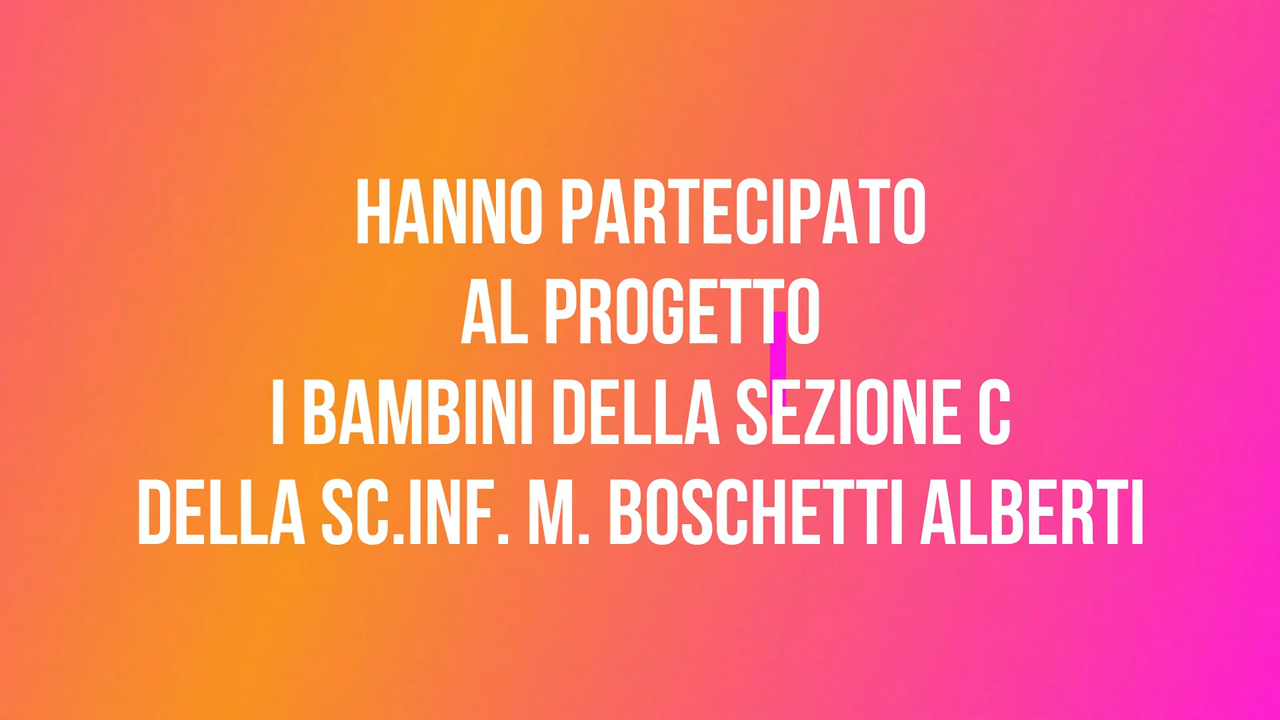 HANNO PARTECIPATO
AL PROGETTO
I BAMBINI DELLA SEZIONE C
DELLA SC.INF. M. BOSCHETTI ALBERTI